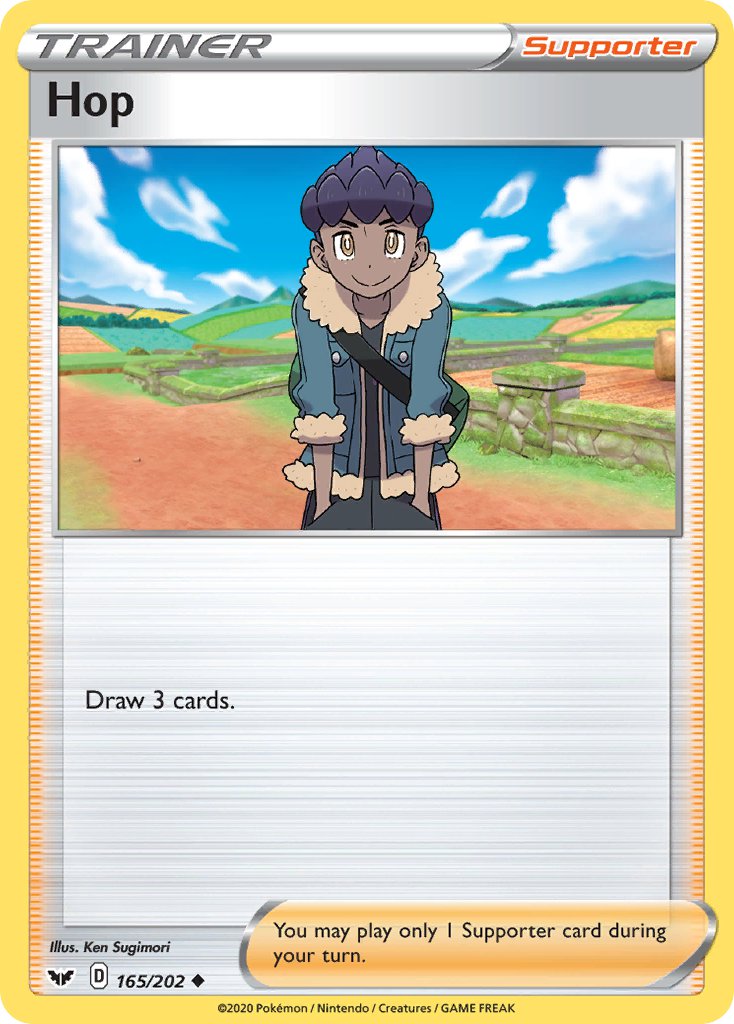 TRAINER
Supporter
Hop
Draw 3 cards.
Illus. Ken Sugimori
You may play only 1 Supporter card during
your turn.
D 165/202
©2020 Pokémon / Nintendo / Creatures / GAME FREAK